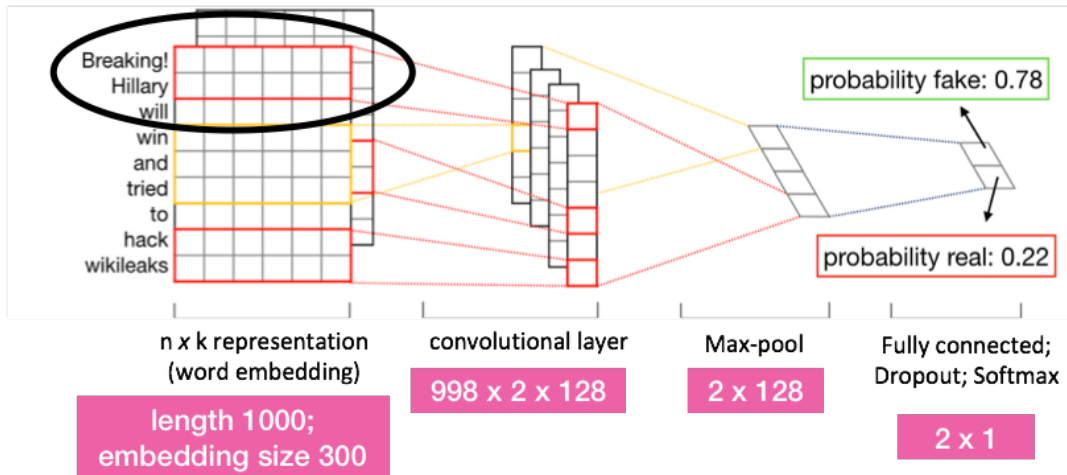 Breaking!
Hillary
will
win
and
tried
to
hack
wikileaks
probability fake: 0.78
probability real: 0.22
n x k representation
(word embedding)
length 1000;
embedding size 300
convolutional layer
998 x 2 x 128
Max-pool
2 x 128
Fully connected;
Dropout; Softmax
2 x 1